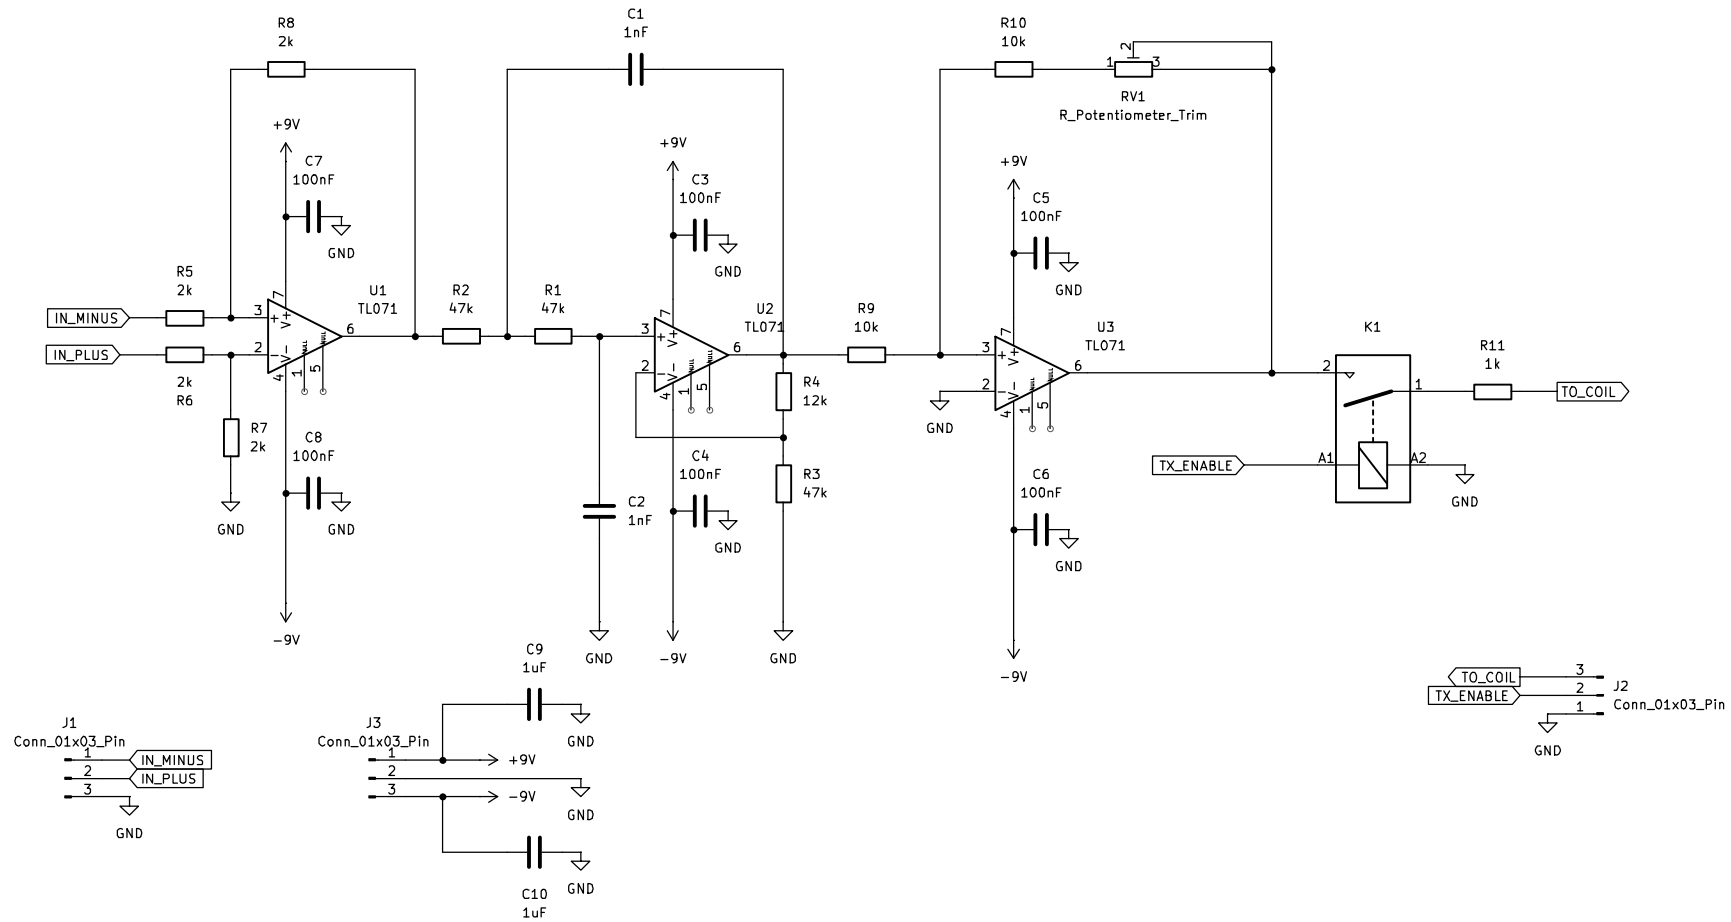 R8
2k
+9V
C7
100nF
GND
R5
2k
IN_MINUS
IN_PLUS
2k
R6
R7
2k
GND
3
2
7
4
6
+
−
V+
V−
NULL
NULL
1
5
U1
TL071
C8
100nF
GND
-9V
R2
47k
R1
47k
C1
1nF
+9V
C3
100nF
GND
3
2
7
4
6
+
−
V+
V−
NULL
NULL
1
5
U2
TL071
R4
12k
R3
47k
GND
C4
100nF
GND
-9V
C2
1nF
GND
R9
10k
R10
10k
1
2
3
RV1
R_Potentiometer_Trim
+9V
C5
100nF
GND
3
2
7
4
6
+
−
V+
V−
NULL
NULL
1
5
U3
TL071
GND
C6
100nF
GND
-9V
K1
2
1
A1
A2
TX_ENABLE
GND
R11
1k
TO_COIL
J1
Conn_01x03_Pin
1
IN_MINUS
2
IN_PLUS
3
GND
C9
1uF
GND
J3
Conn_01x03_Pin
1
+9V
2
GND
3
-9V
GND
C10
1uF
TO_COIL
3
TX_ENABLE
2
1
GND
J2
Conn_01x03_Pin